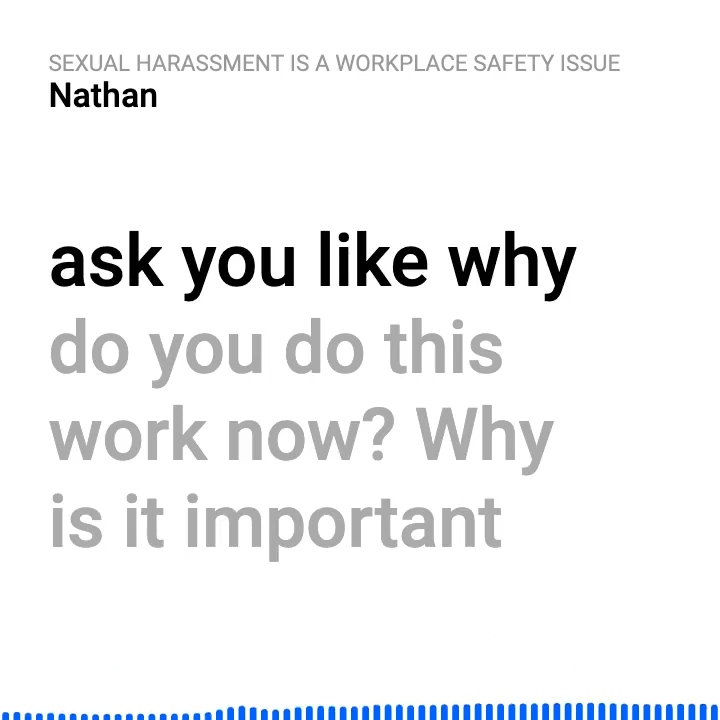 SEXUAL HARASSMENT IS A WORKPLACE SAFETY ISSUE
Nathan
ask you like why
do you do this
work now? Why
is it important